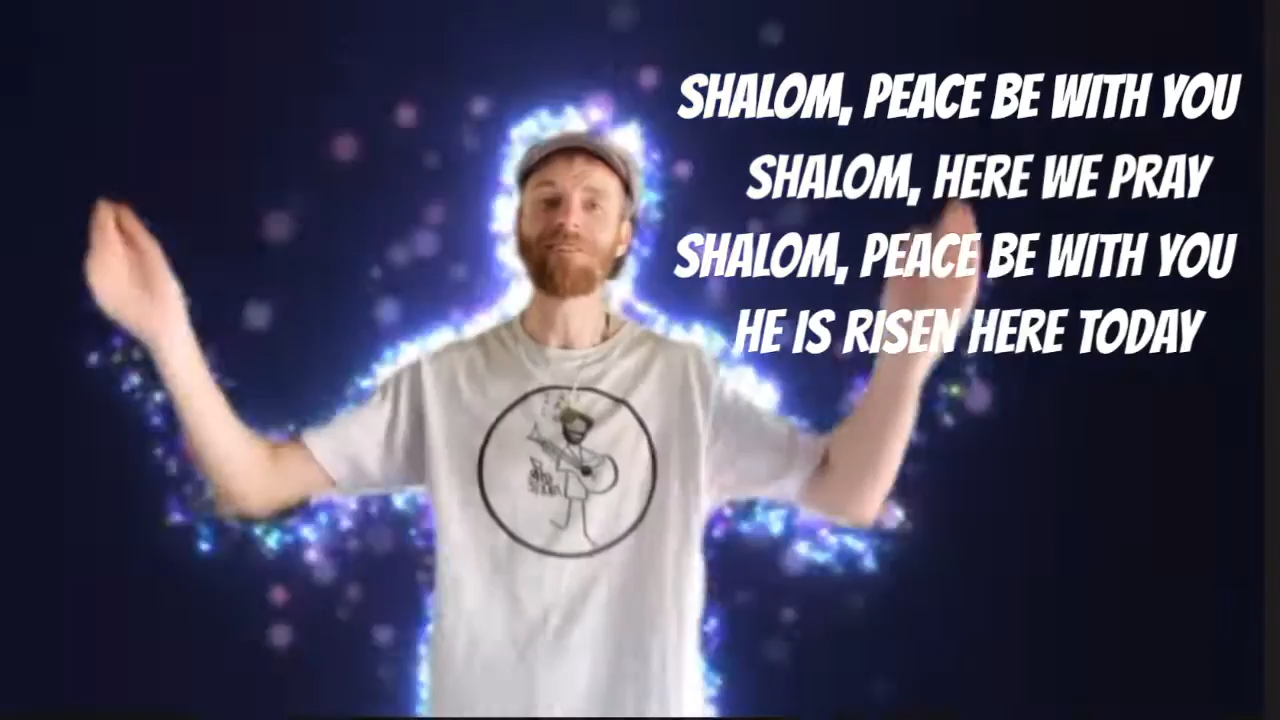 SHALOM, PEACE BE WITH YOU
SHALOM, HERE WE PRAY
SHALOM, PEACE BE WITH YOU
HE IS RISEN HERE TODAY